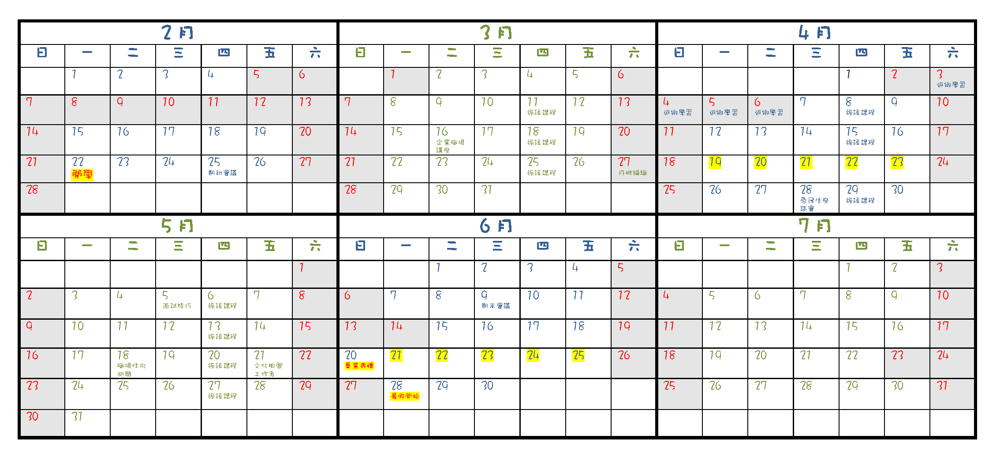 2月
日 一 二 三 四 五 六
1 2 3 4 5 6
7 8 9 10 11 12 13
14 15 16 17 18 19 20
21 22 23 24 25 26 27
開學 期初會議
28
3月
日 一 二 三 四 五 六
1 2 3 4 5 6
7 8 9 10 11 12 13
族語課程
14 15 16 17 18 19 20
企業職場 族語課程
講座
21 22 23 24 25 26 27
族語課程 月桃編織
28 29 30 31
4月
日 一 二 三 四 五 六
1 2 3
返鄉學習
4 5 6 7 8 9 10
返鄉學習 返鄉學習 返鄉學習 族語課程
11 12 13 14 15 16 17
族語課程
18 19 20 21 22 23 24
25 26 27 28 29 30
原民生座 族語課程
談會
5月
日 一 二 三 四 五 六
1
2 3 4 5 6 7 8
面試技巧 族語課程
9 10 11 12 13 14 15
族語課程
16 17 18 19 20 21 22
職場性向 族語課程 文化相關
測驗 工作者
23 24 25 26 27 28 29
族語課程
30 31
6月
日 一 二 三 四 五 六
1 2 3 4 5
6 7 8 9 10 11 12
期末會議
13 14 15 16 17 18 19
20 21 22 23 24 25 26
畢業典禮
27 28 29 30
暑假開始
7月
日 一 二 三 四 五 六
1 2 3
4 5 6 7 8 9 10
11 12 13 14 15 16 17
18 19 20 21 22 23 24
25 26 27 28 29 30 31